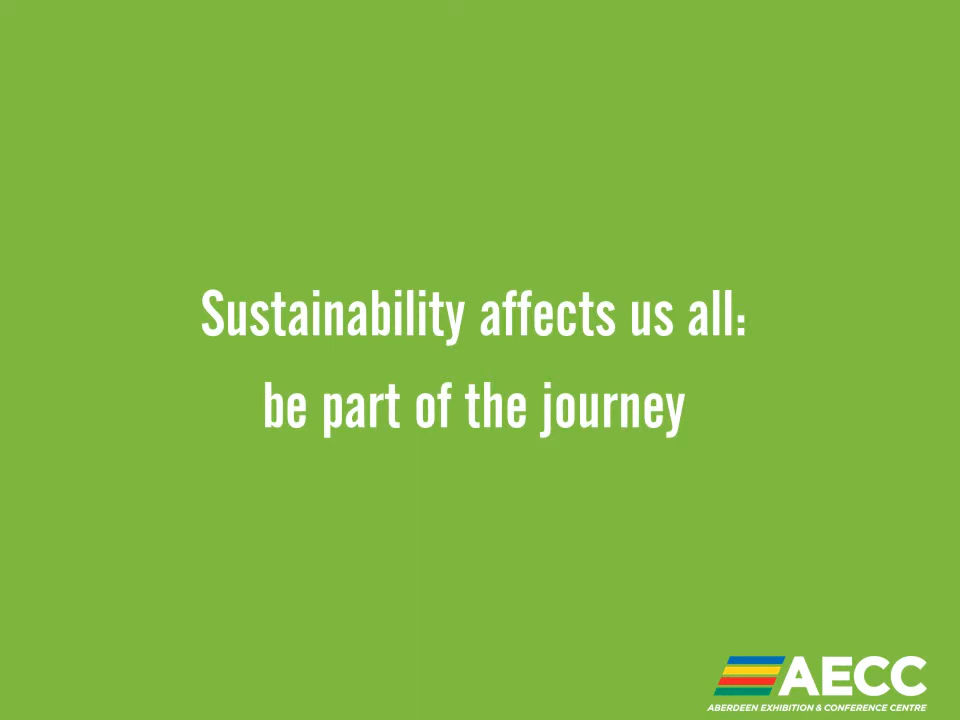 Sustainability affects us all:
be part of the journey
AECC
ABERDEEN EXHIBITION & CONFERENCE CENTRE